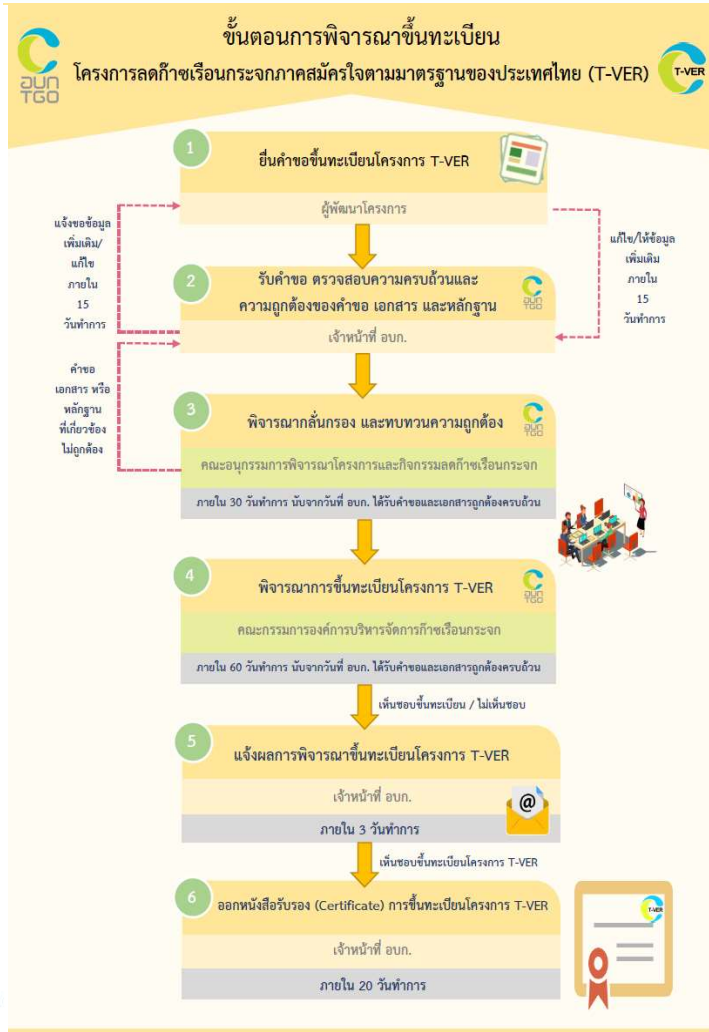 ขั้นตอนการพิจารณาขึ้นทะเบียน
โครงการลดก๊าซเรือนกระจกภาคสมัครใจตามมาตรฐานของประเทศไทย (T-VER)
อบก
TGO
T-VER
1
ยื่นคำขอขึ้นทะเบียนโครงการ T-VER
ผู้พัฒนาโครงการ
แจ้งขอข้อมูล
เพิ่มเติม/
แก้ไข
ภายใน
15
วันทำการ
แก้ไข/ให้ข้อมูล
เพิ่มเติม
ภายใน
15
วันทำการ
2
รับคำขอ ตรวจสอบความครบถ้วนและ
ความถูกต้องของคำขอ เอกสาร และหลักฐาน
อบก
TGO
เจ้าหน้าที่ อบก.
คำขอ
เอกสาร หรือ
หลักฐาน
ที่เกี่ยวข้อง
ไม่ถูกต้อง
3
พิจารณากลั่นกรอง และทบทวนความถูกต้อง
อบก
TGO
คณะอนุกรรมการพิจารณาโครงการและกิจกรรมลดก๊าซเรือนกระจก
ภายใน 30 วันทำการ นับจากวันที่ อบก. ได้รับคำขอและเอกสารถูกต้องครบถ้วน
4
พิจารณาการขึ้นทะเบียนโครงการ T-VER
อบก
TGO
คณะกรรมการองค์การบริหารจัดการก๊าซเรือนกระจก
ภายใน 60 วันทำการ นับจากวันที่ อบก. ได้รับคำขอและเอกสารถูกต้องครบถ้วน
เห็นชอบขึ้นทะเบียน / ไม่เห็นชอบ
5
แจ้งผลการพิจารณาขึ้นทะเบียนโครงการ T-VER
เจ้าหน้าที่ อบก.
@
ภายใน 3 วันทำการ
เห็นชอบขึ้นทะเบียนโครงการ T-VER
6
ออกหนังสือรับรอง (Certificate) การขึ้นทะเบียนโครงการ T-VER
T-VER
เจ้าหน้าที่ อบก.
ภายใน 20 วันทำการ